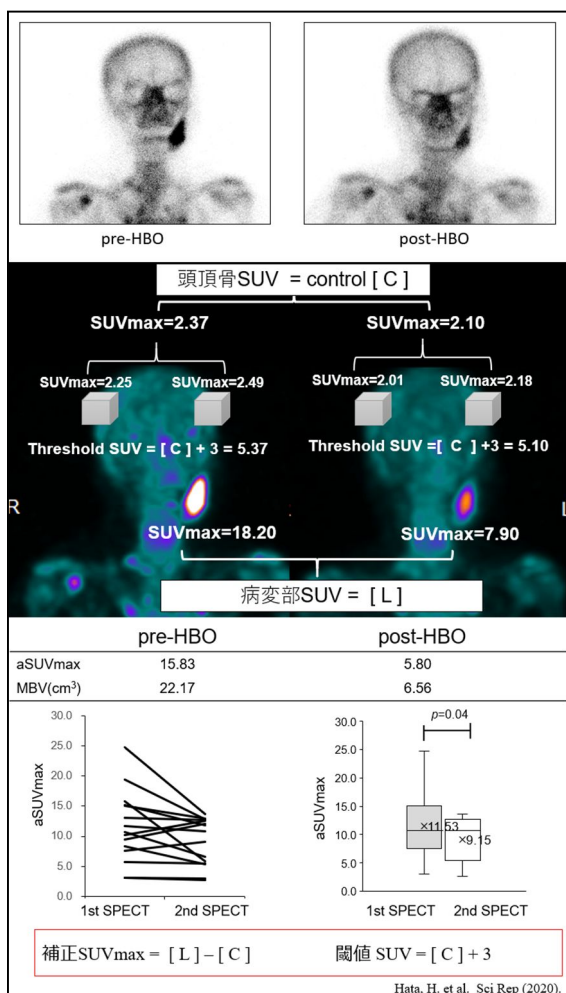 pre-HBO
post-HBO
頭頂骨SUV = control [ C ]
SUVmax=2.37
SUVmax=2.10
SUVmax=2.25
SUVmax=2.49
SUVmax=2.01
SUVmax=2.18
Threshold SUV = [ C ] + 3 = 5.37
Threshold SUV =[ C ] +3 = 5.10
R
L
SUVmax=18.20
SUVmax=7.90
病変部SUV = [ L ]
pre-HBO post-HBO
aSUVmax 15.83 5.80
MBV(cm³) 22.17 6.56
aSUVmax
30.0
25.0
20.0
15.0
10.0
5.0
0.0
1st SPECT 2nd SPECT
p=0.04
aSUVmax
30.0
25.0
20.0
15.0
10.0
5.0
0.0
×11.53
×9.15
1st SPECT 2nd SPECT
補正SUVmax = [ L ] – [ C ] 閾値 SUV = [ C ] + 3
Hata, H. et al. Sci Rep (2020).